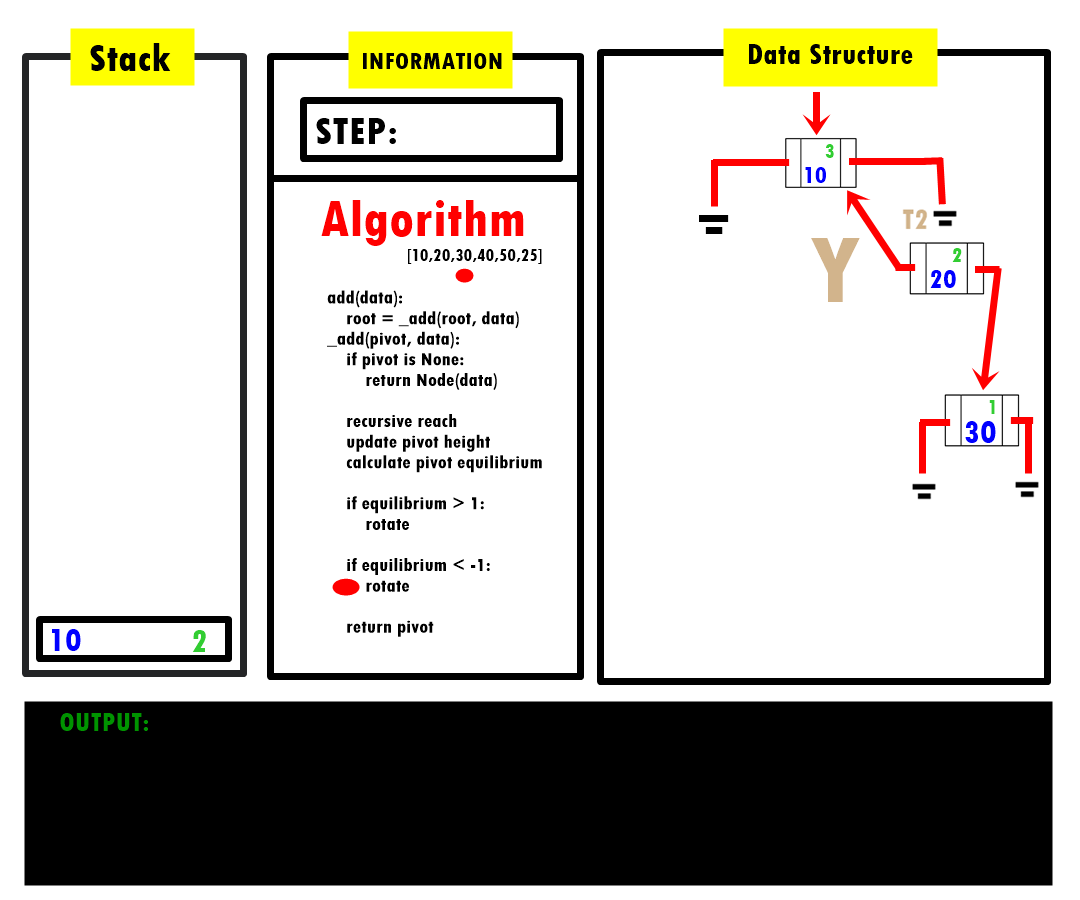 Stack
10 2
INFORMATION
STEP:
Algorithm
[10,20,30,40,50,25]
add(data):
root = _add(root, data)
_add(pivot, data):
if pivot is None:
return Node(data)
recursive reach
update pivot height
calculate pivot equilibrium
if equilibrium > 1:
rotate
if equilibrium < -1:
rotate
return pivot
Data Structure
3
10
T2
Y
2
20
1
30
OUTPUT: